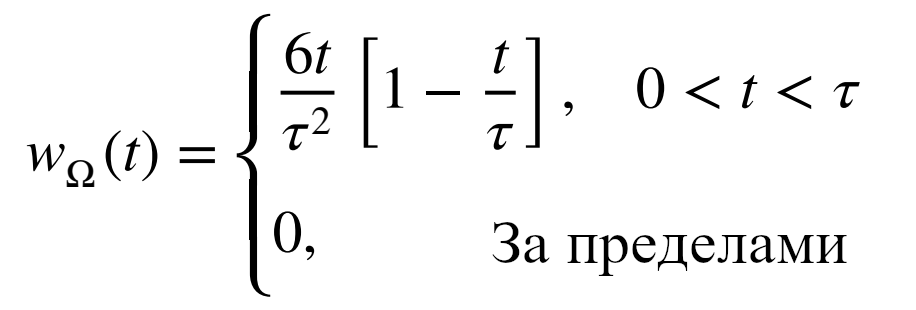 w_Ω(t) = { 6t/τ² [1 − t/τ], 0 < t < τ
0, За пределами